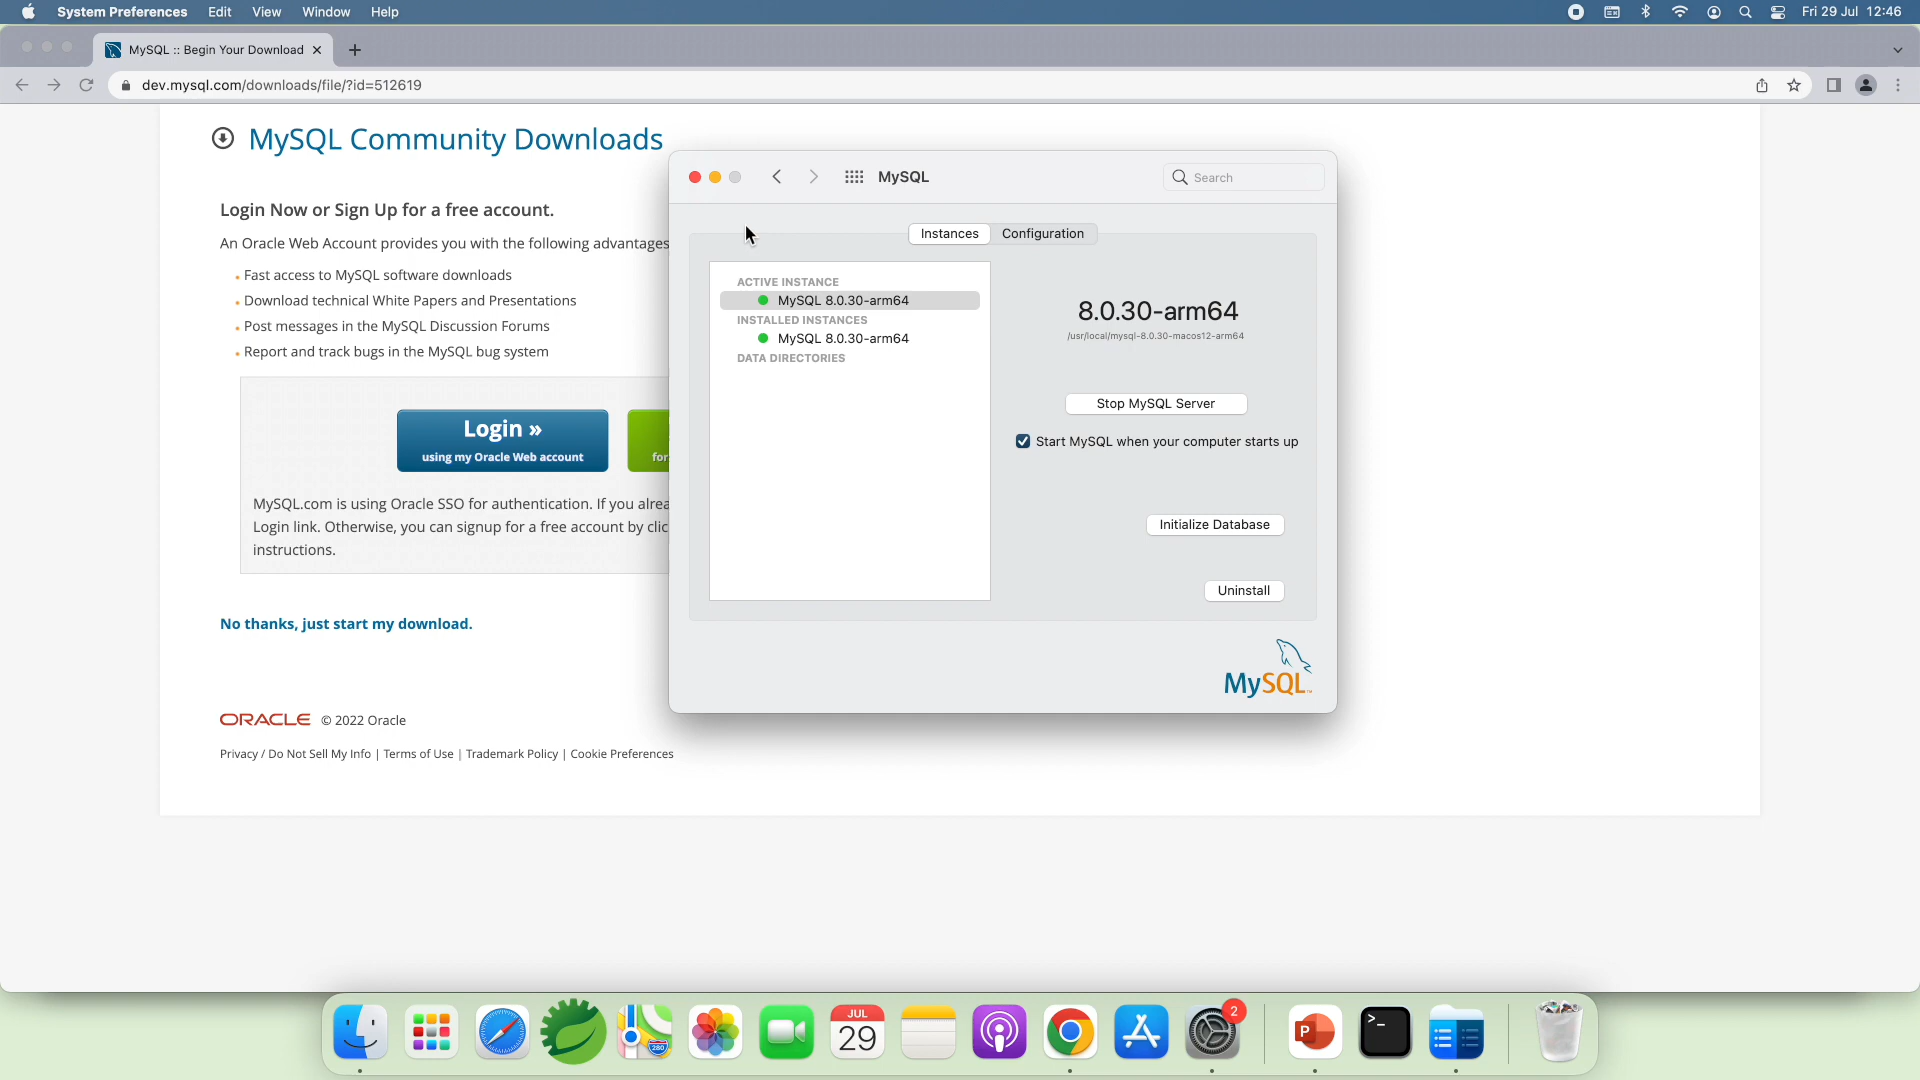 System Preferences Edit View Window Help
Fri 29 Jul 12:46
MySQL :: Begin Your Download
dev.mysql.com/downloads/file/?id=512619
MySQL Community Downloads
Login Now or Sign Up for a free account.
An Oracle Web Account provides you with the following advantages
Fast access to MySQL software downloads
Download technical White Papers and Presentations
Post messages in the MySQL Discussion Forums
Report and track bugs in the MySQL bug system
Login »
using my Oracle Web account
for
MySQL.com is using Oracle SSO for authentication. If you alrea
Login link. Otherwise, you can signup for a free account by clic
instructions.
No thanks, just start my download.
ORACLE © 2022 Oracle
Privacy / Do Not Sell My Info | Terms of Use | Trademark Policy | Cookie Preferences
MySQL
Search
Instances Configuration
ACTIVE INSTANCE
MySQL 8.0.30-arm64
INSTALLED INSTANCES
MySQL 8.0.30-arm64
DATA DIRECTORIES
8.0.30-arm64
/usr/local/mysql-8.0.30-macos12-arm64
Stop MySQL Server
Start MySQL when your computer starts up
Initialize Database
Uninstall
MySQL™
280
JUL
29
2
P
>_